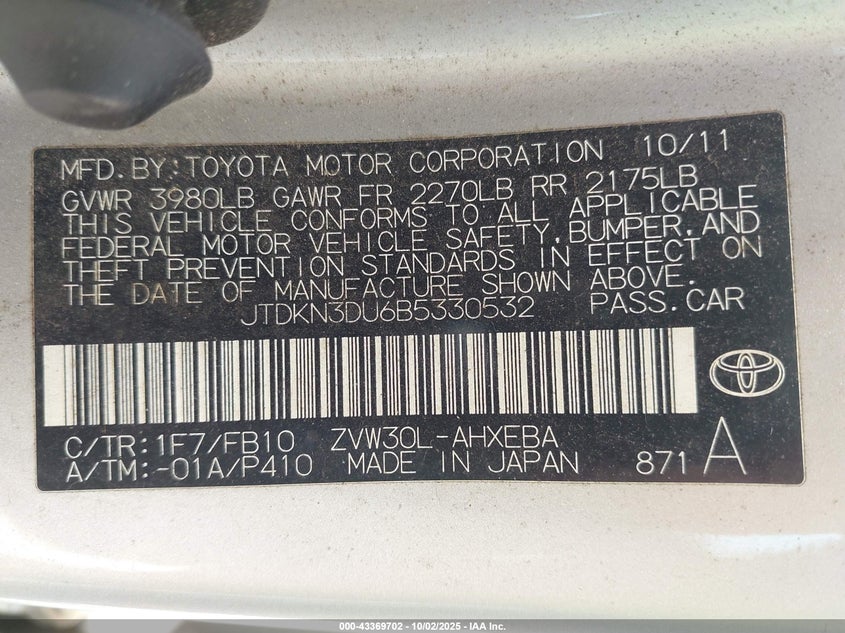 MFD. BY: TOYOTA MOTOR CORPORATION 10/11
GVWR 3980LB GAWR FR 2270LB RR 2175LB
THIS VEHICLE CONFORMS TO ALL APPLICABLE
FEDERAL MOTOR VEHICLE SAFETY, BUMPER, AND
THEFT PREVENTION STANDARDS IN EFFECT ON
THE DATE OF MANUFACTURE SHOWN ABOVE.
JTDKN3DU6B5330532 PASS. CAR
C/TR: 1F7/FB10 ZVW30L-AHXEBA
A/TM: -01A/P410 MADE IN JAPAN 871 A
000-43369702 - 10/02/2025 - IAA Inc.